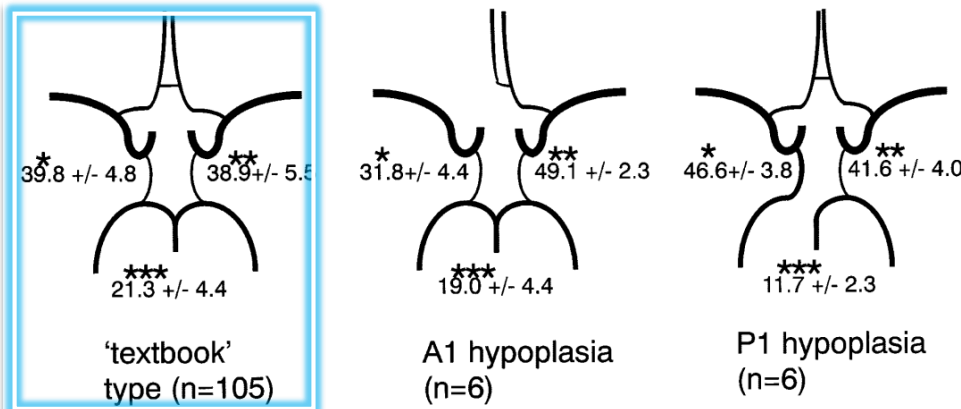 *
39.8 +/- 4.8
**
38.9+/- 5.5
***
21.3 +/- 4.4
'textbook'
type (n=105)
*
31.8+/- 4.4
**
49.1 +/- 2.3
***
19.0 +/- 4.4
A1 hypoplasia
(n=6)
*
46.6+/- 3.8
**
41.6 +/- 4.0
***
11.7 +/- 2.3
P1 hypoplasia
(n=6)